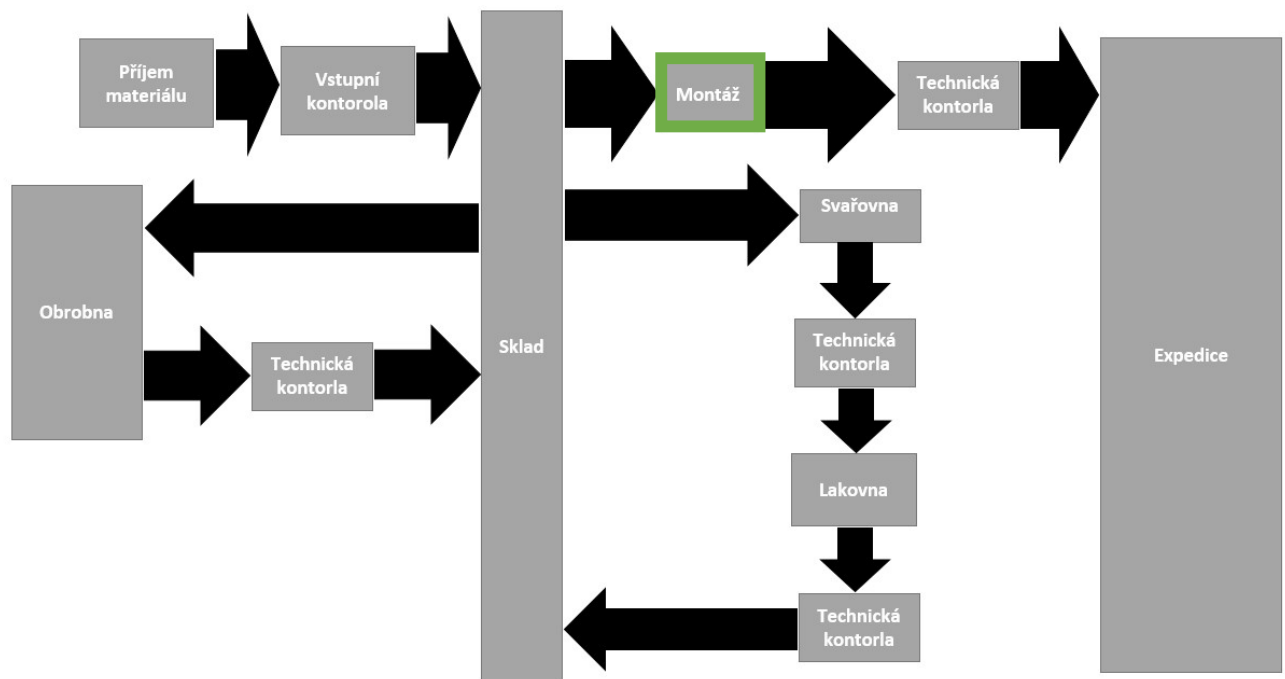 Příjem
materiálu
Vstupní
kontorola
Montáž
Technická
kontorla
Svařovna
Obrobna
Technická
kontorla
Sklad
Technická
kontorla
Expedice
Lakovna
Technická
kontorla